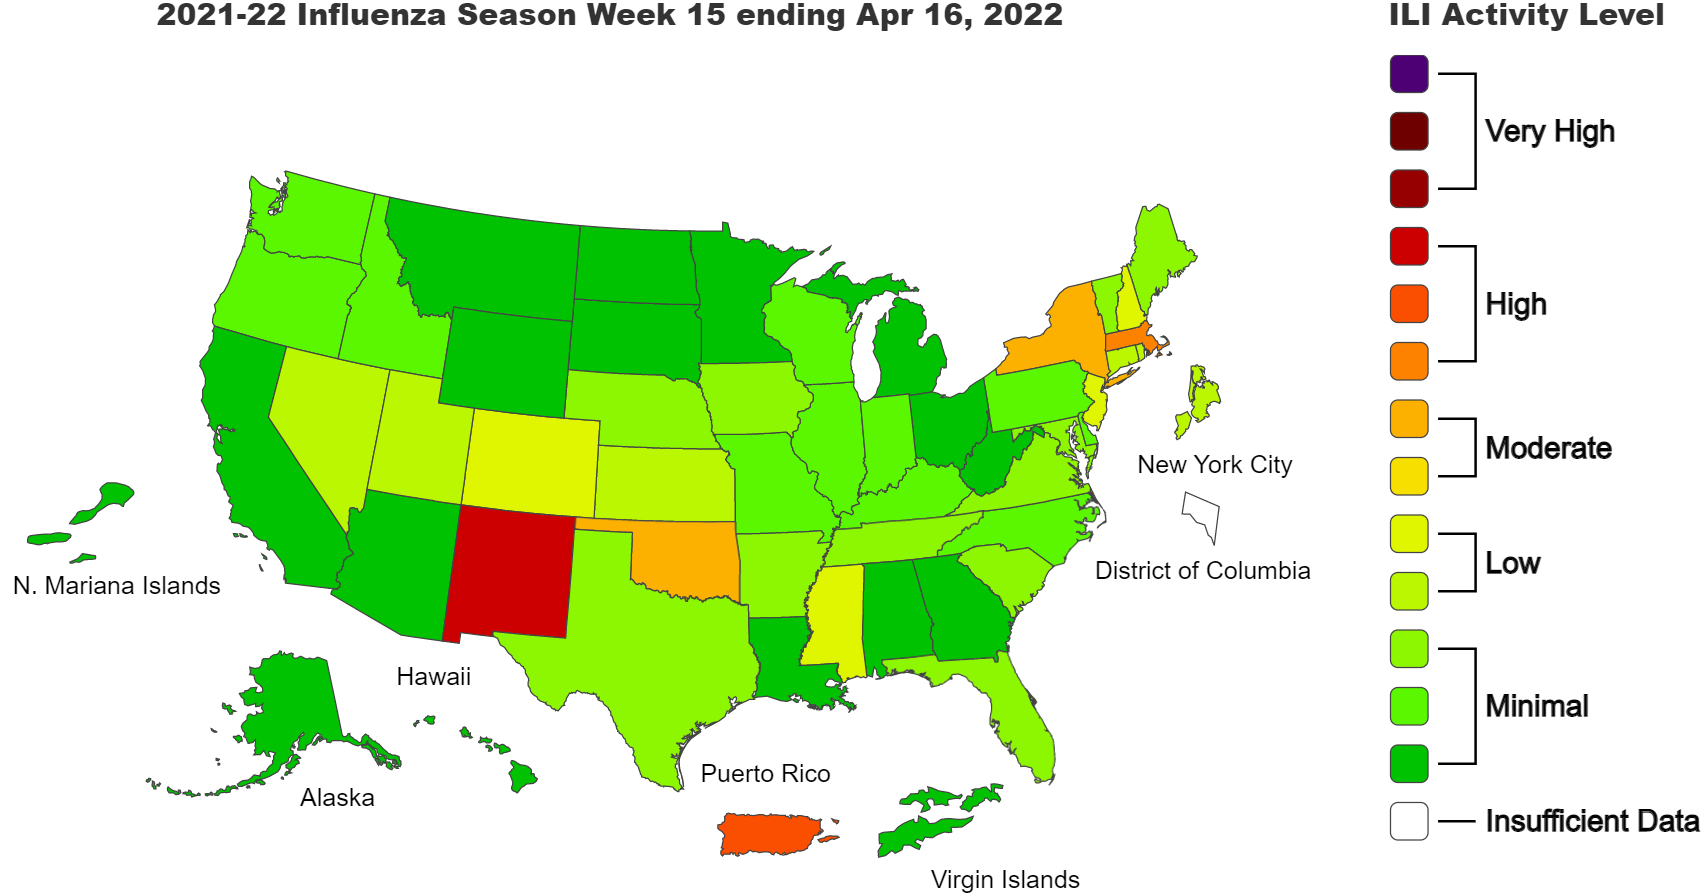 2021-22 Influenza Season Week 15 ending Apr 16, 2022
ILI Activity Level
Very High
High
Moderate
Low
Minimal
Insufficient Data
New York City
District of Columbia
N. Mariana Islands
Hawaii
Alaska
Puerto Rico
Virgin Islands